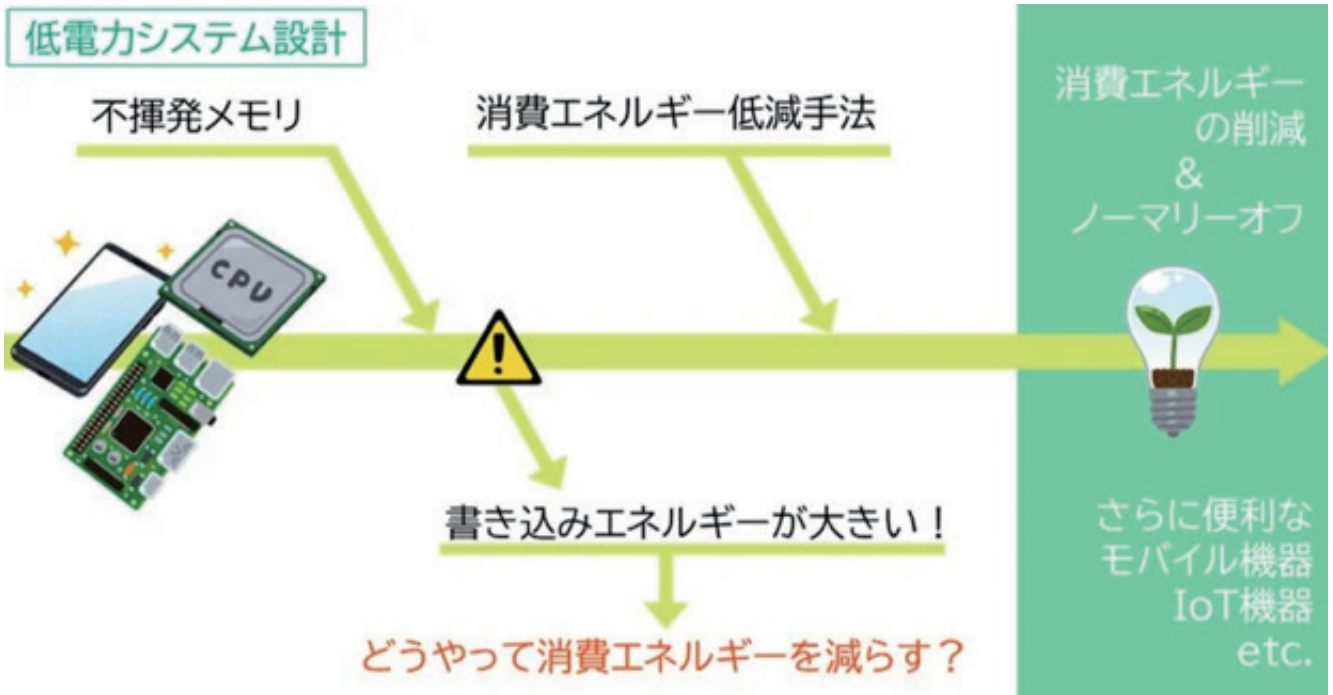 低電力システム設計
不揮発メモリ
消費エネルギー低減手法
消費エネルギー
の削減
&
ノーマリーオフ
CPU
書き込みエネルギーが大きい！
どうやって消費エネルギーを減らす？
さらに便利な
モバイル機器
IoT機器
etc.